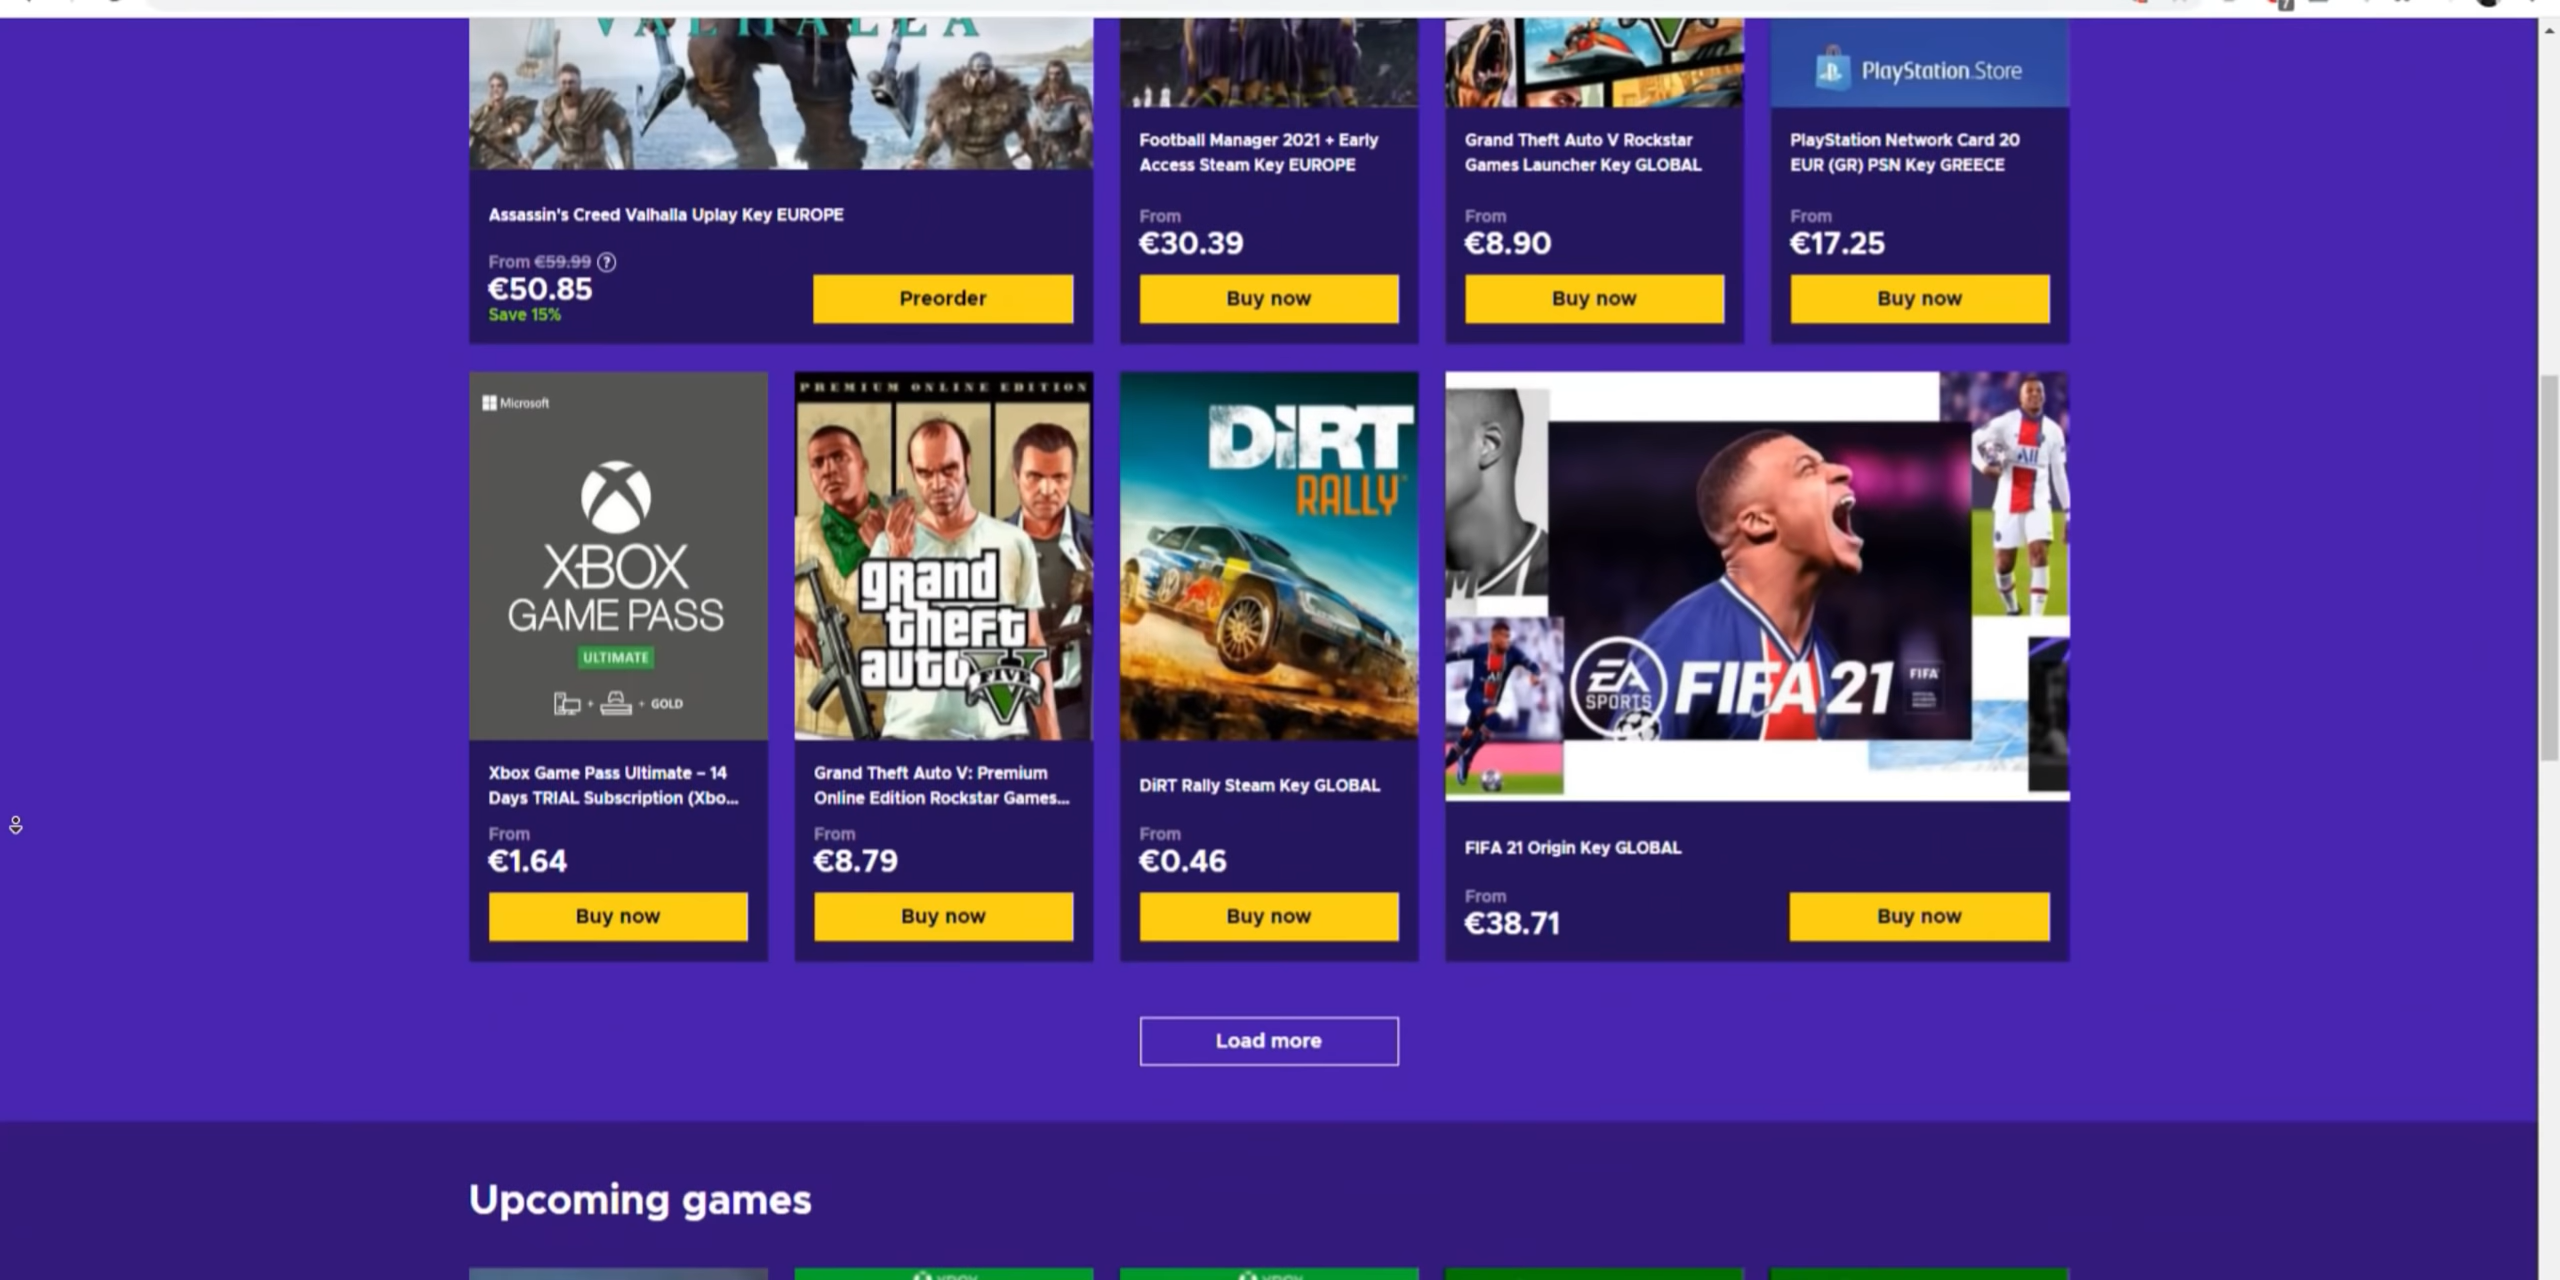 VALHALLA
PlayStation Store
Assassin's Creed Valhalla Uplay Key EUROPE
From €59.99 ?
€50.85
Save 15%
Preorder
Football Manager 2021 + Early
Access Steam Key EUROPE
From
€30.39
Buy now
Grand Theft Auto V Rockstar
Games Launcher Key GLOBAL
From
€8.90
Buy now
PlayStation Network Card 20
EUR (GR) PSN Key GREECE
From
€17.25
Buy now
Microsoft
XBOX
GAME PASS
ULTIMATE
+ + GOLD
Xbox Game Pass Ultimate – 14
Days TRIAL Subscription (Xbo...
From
€1.64
Buy now
PREMIUM ONLINE EDITION
grand
theft
auto
FIVE
V
Grand Theft Auto V: Premium
Online Edition Rockstar Games...
From
€8.79
Buy now
DiRT
RALLY
DiRT Rally Steam Key GLOBAL
From
€0.46
Buy now
EA
SPORTS
FIFA 21
FIFA
FIFA 21 Origin Key GLOBAL
From
€38.71
Buy now
Load more
Upcoming games